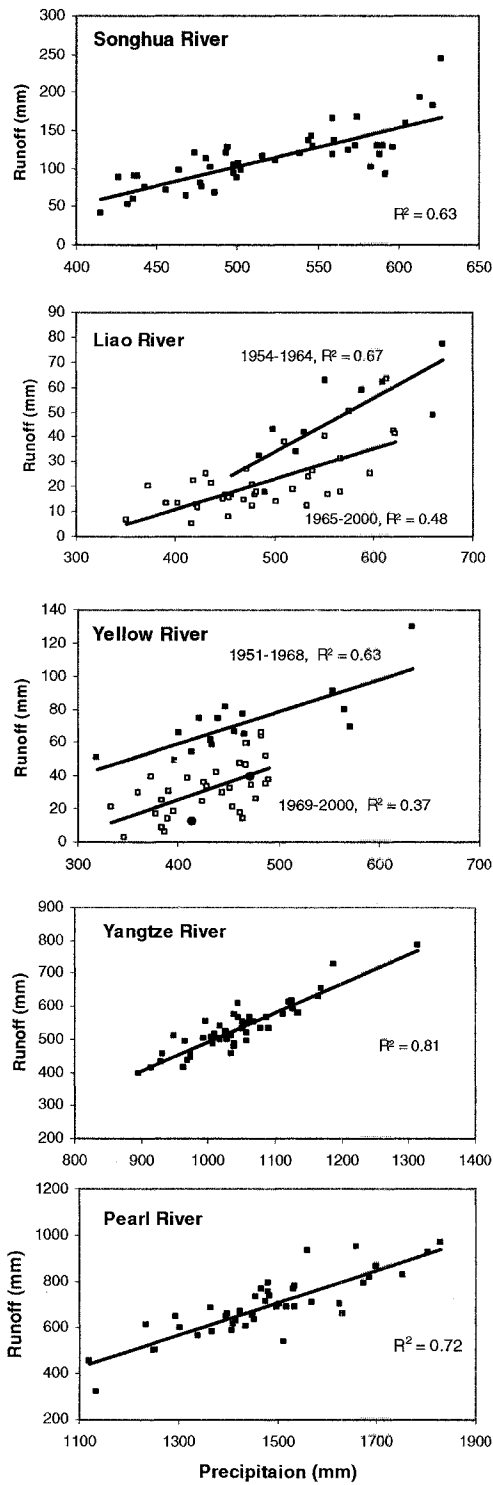 Songhua River
Runoff (mm)
300
250
200
150
100
50
0
400 450 500 550 600 650
R² = 0.63
Liao River
Runoff (mm)
90
80
70
60
50
40
30
20
10
0
300 400 500 600 700
1954-1964, R² = 0.67
1965-2000, R² = 0.48
Yellow River
Runoff (mm)
140
120
100
80
60
40
20
0
300 400 500 600 700
1951-1968, R² = 0.63
1969-2000, R² = 0.37
Yangtze River
Runoff (mm)
900
800
700
600
500
400
300
200
800 900 1000 1100 1200 1300 1400
R² = 0.81
Pearl River
Runoff (mm)
1200
1000
800
600
400
200
1100 1300 1500 1700 1900
R² = 0.72
Precipitaion (mm)